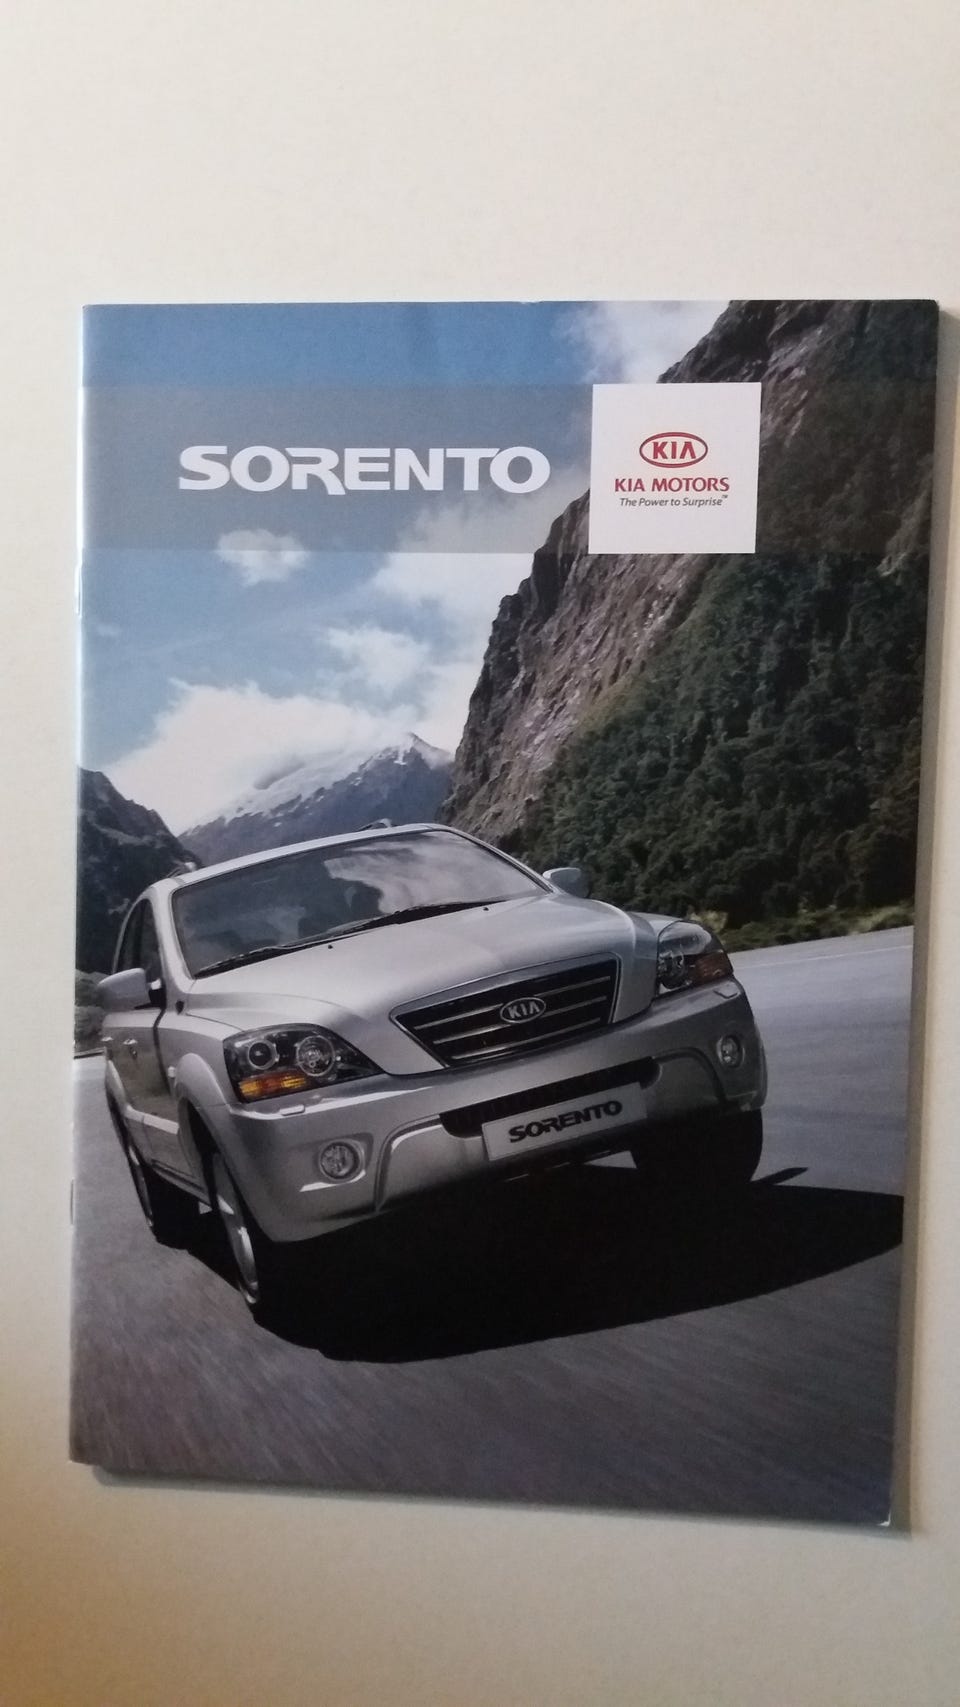 SORENTO
KIA
KIA MOTORS
The Power to Surprise™
KIA
SORENTO